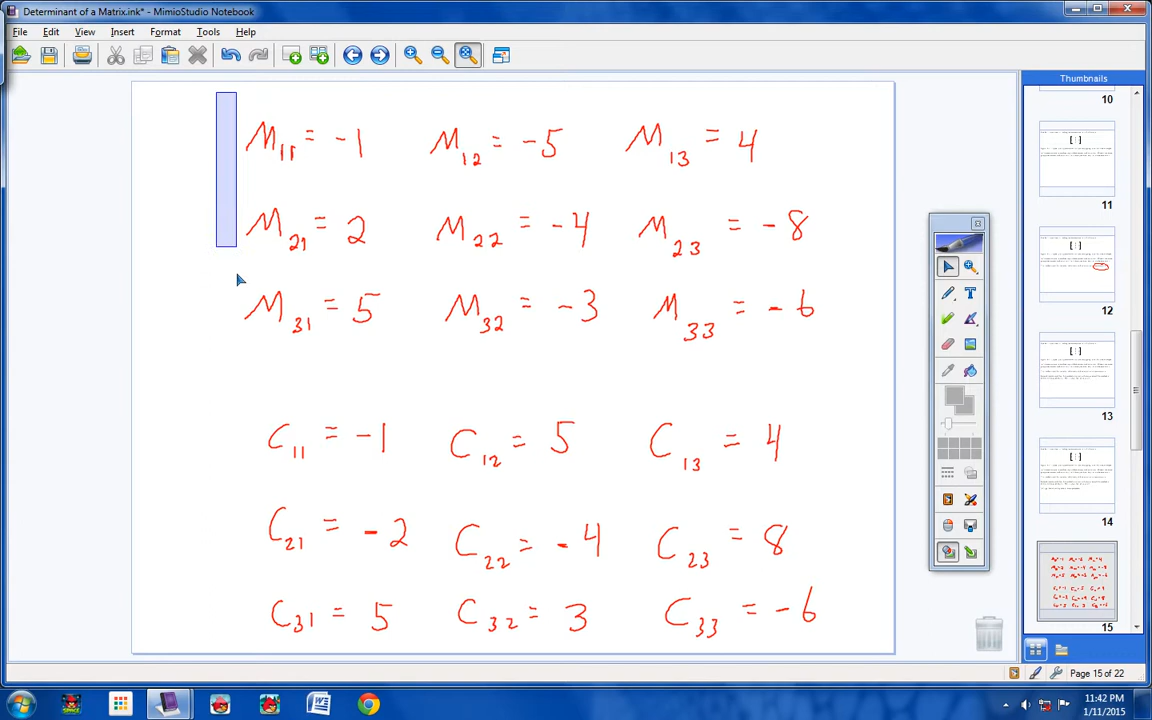 Determinant of a Matrix.ink* - MimioStudio Notebook
File Edit View Insert Format Tools Help
M11 = -1 M12 = -5 M13 = 4
M21 = 2 M22 = -4 M23 = -8
M31 = 5 M32 = -3 M33 = -6
C11 = -1 C12 = 5 C13 = 4
C21 = -2 C22 = -4 C23 = 8
C31 = 5 C32 = 3 C33 = -6
Thumbnails
10
11
12
13
14
15
Page 15 of 22
11:42 PM
1/11/2015